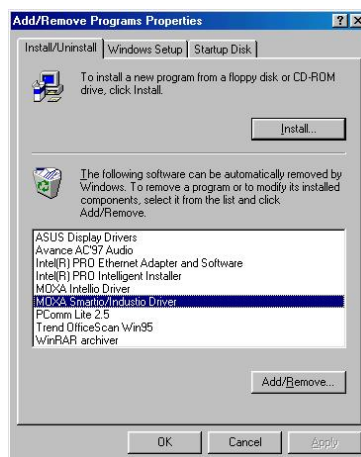 Add/Remove Programs Properties
Install/Uninstall Windows Setup Startup Disk
To install a new program from a floppy disk or CD-ROM
drive, click Install.
Install...
The following software can be automatically removed by
Windows. To remove a program or to modify its installed
components, select it from the list and click
Add/Remove.
ASUS Display Drivers
Avance AC'97 Audio
Intel(R) PRO Ethernet Adapter and Software
Intel(R) PRO Intelligent Installer
MOXA Intellio Driver
MOXA Smartio/Industio Driver
PComm Lite 2.5
Trend OfficeScan Win95
WinRAR archiver
Add/Remove...
OK Cancel Apply